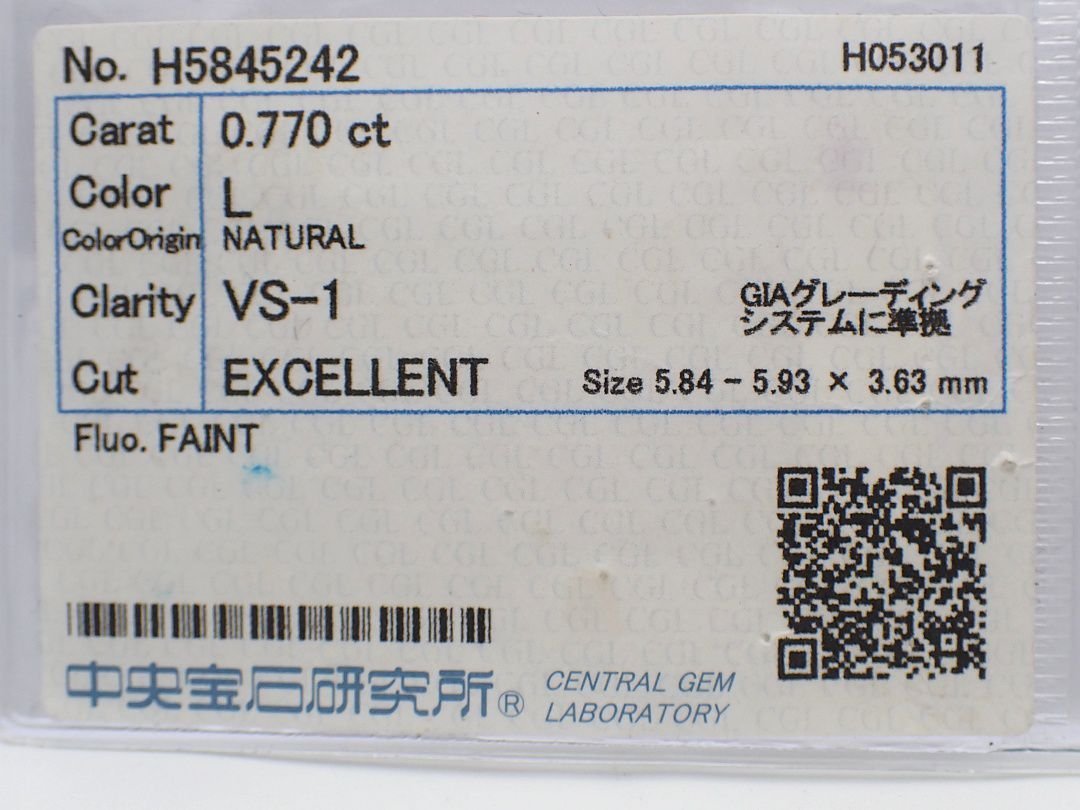 No. H5845242 H053011
Carat 0.770 ct
Color L
ColorOrigin NATURAL
Clarity VS-1
GIAグレーディング
システムに準拠
Cut EXCELLENT Size 5.84 - 5.93 × 3.63 mm
Fluo. FAINT
中央宝石研究所® CENTRAL GEM
LABORATORY